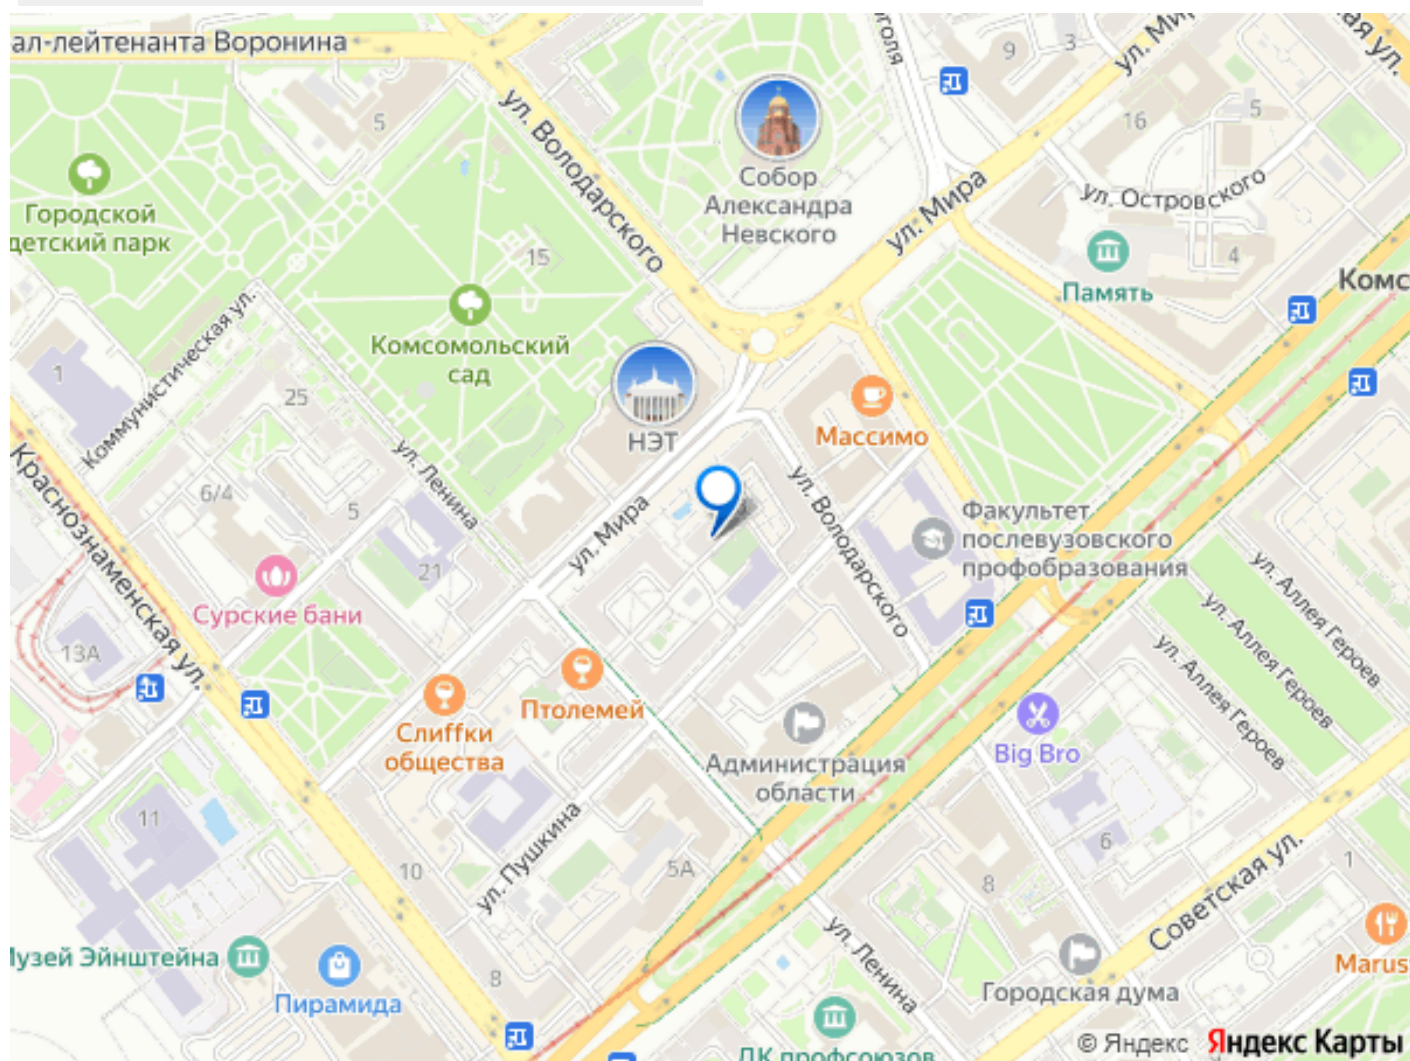 ал-лейтенанта Воронина
ул. Володарского
ул. Мира
9
3
5
16
5
Собор
Александра
Невского
ул. Мира
ул. Островского
4
Память
Комс
Городской
детский парк
15
Комсомольский
сад
Коммунистическая ул.
1
25
НЭТ
Массимо
ул. Ленина
Краснознаменская ул.
6/4
5
21
ул. Мира
ул. Володарского
Факультет
послевузовского
профобразования
Сурские бани
13А
ул. Аллея Героев
ул. Аллея Героев
ул. Аллея Героев
Птолемей
Слиffки
общества
Администрация
области
Big Bro
11
10
ул. Пушкина
5А
6
8
1
Советская ул.
Музей Эйнштейна
Пирамида
8
ул. Ленина
Городская дума
Marus
ДК профсоюзов
© Яндекс Яндекс Карты